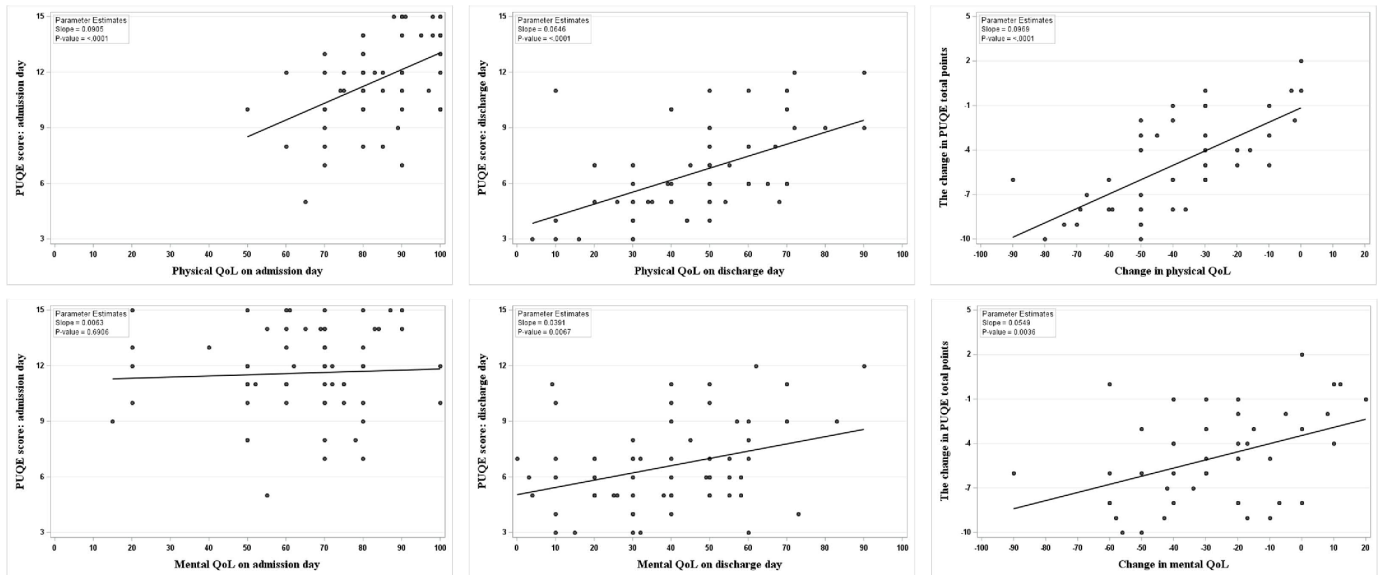 Parameter Estimates
Slope = 0.0905
P-value = <.0001
PUQE score: admission day
15
12
9
6
3
0 10 20 30 40 50 60 70 80 90 100
Physical QoL on admission day
Parameter Estimates
Slope = 0.0646
P-value = <.0001
PUQE score: discharge day
15
12
9
6
3
0 10 20 30 40 50 60 70 80 90 100
Physical QoL on discharge day
Parameter Estimates
Slope = 0.0969
P-value = <.0001
The change in PUQE total points
5
2
-1
-4
-7
-10
-100 -90 -80 -70 -60 -50 -40 -30 -20 -10 0 10 20
Change in physical QoL
Parameter Estimates
Slope = 0.0053
P-value = 0.6906
PUQE score: admission day
15
12
9
6
3
0 10 20 30 40 50 60 70 80 90 100
Mental QoL on admission day
Parameter Estimates
Slope = 0.0391
P-value = 0.0067
PUQE score: discharge day
15
12
9
6
3
0 10 20 30 40 50 60 70 80 90 100
Mental QoL on discharge day
Parameter Estimates
Slope = 0.0549
P-value = 0.0036
The change in PUQE total points
5
2
-1
-4
-7
-10
-100 -90 -80 -70 -60 -50 -40 -30 -20 -10 0 10 20
Change in mental QoL